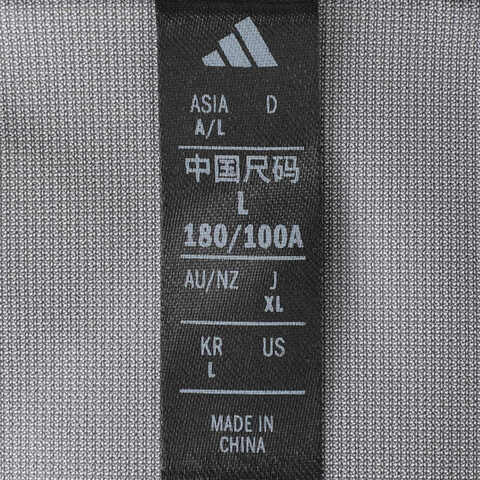 ASIA D
A/L
中国尺码
L
180/100A
AU/NZ J
XL
KR US
L
MADE IN
CHINA